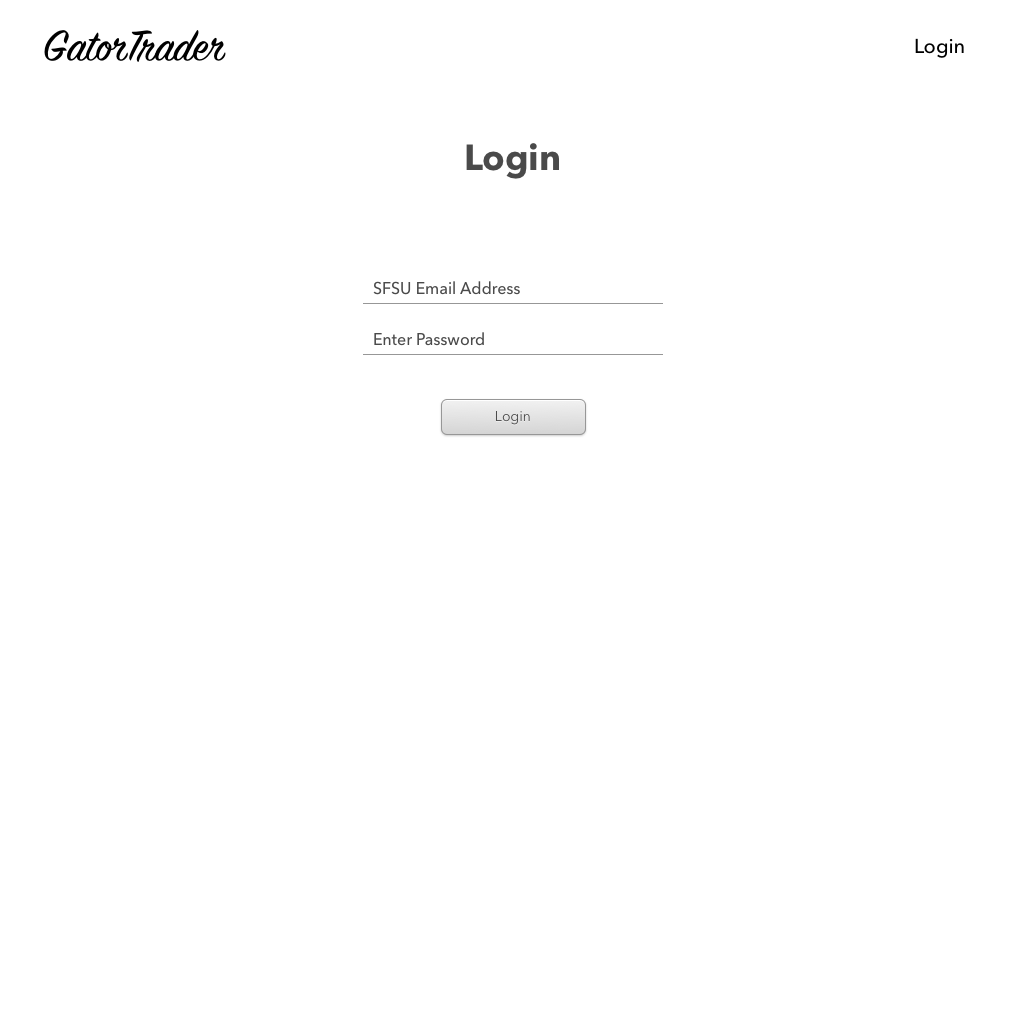 GatorTrader
Login
Login
SFSU Email Address
Enter Password
Login